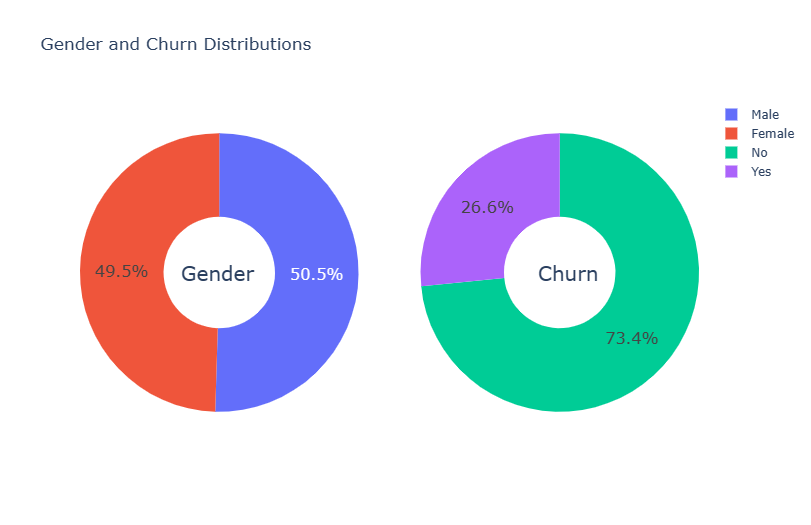 Gender and Churn Distributions
Male
Female
No
Yes
26.6%
49.5%
Gender
50.5%
Churn
73.4%